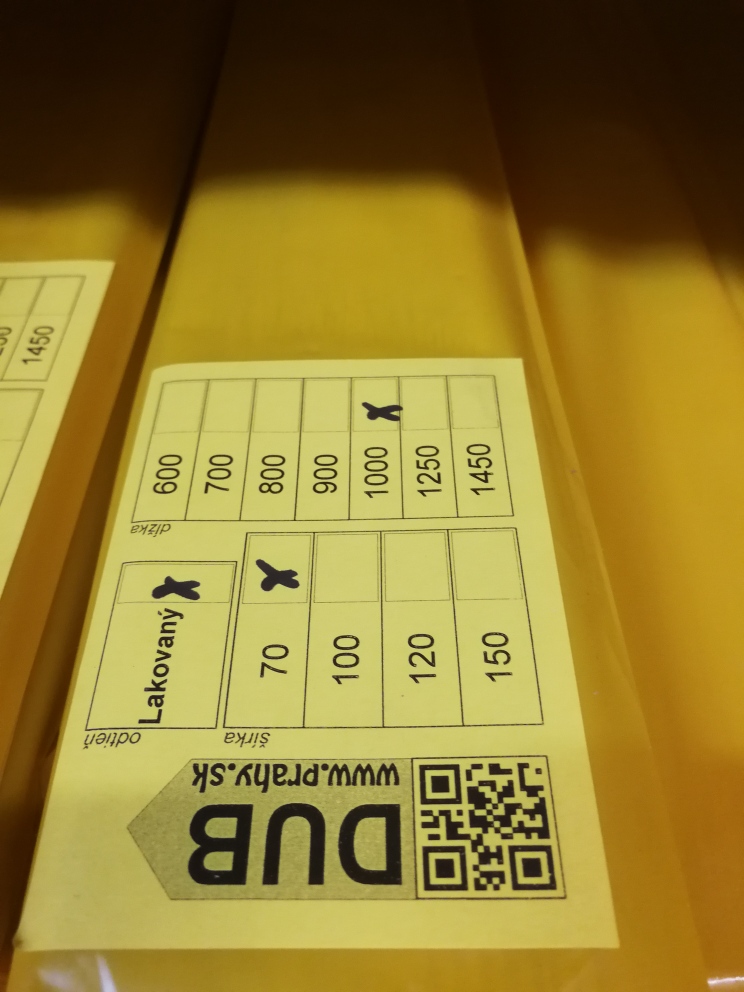 DUB
www.prahy.sk
odtieň
Lakovaný x
šírka
70 x
100
120
150
dĺžka
600
700
800
900
1000 x
1250
1450
1450